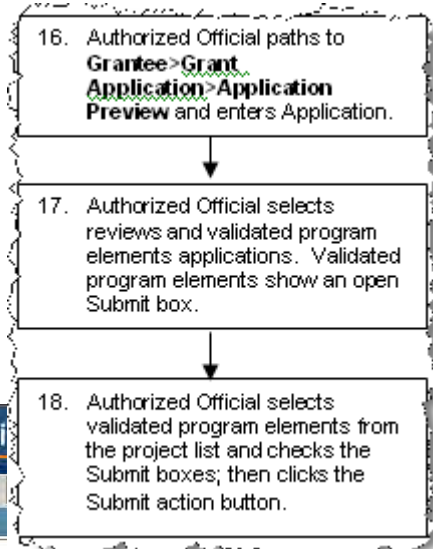 16. Authorized Official paths to
Grantee>Grant
Application>Application
Preview and enters Application.
17. Authorized Official selects
reviews and validated program
elements applications. Validated
program elements show an open
Submit box.
18. Authorized Official selects
validated program elements from
the project list and checks the
Submit boxes; then clicks the
Submit action button.